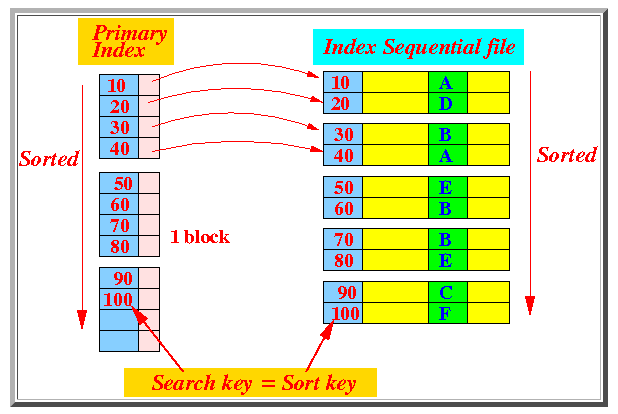 Primary
Index
Index Sequential file
10
20
30
40
50
60
70
80
90
100
10 A
20 D
30 B
40 A
50 E
60 B
70 B
80 E
90 C
100 F
Sorted
Sorted
1 block
Search key = Sort key